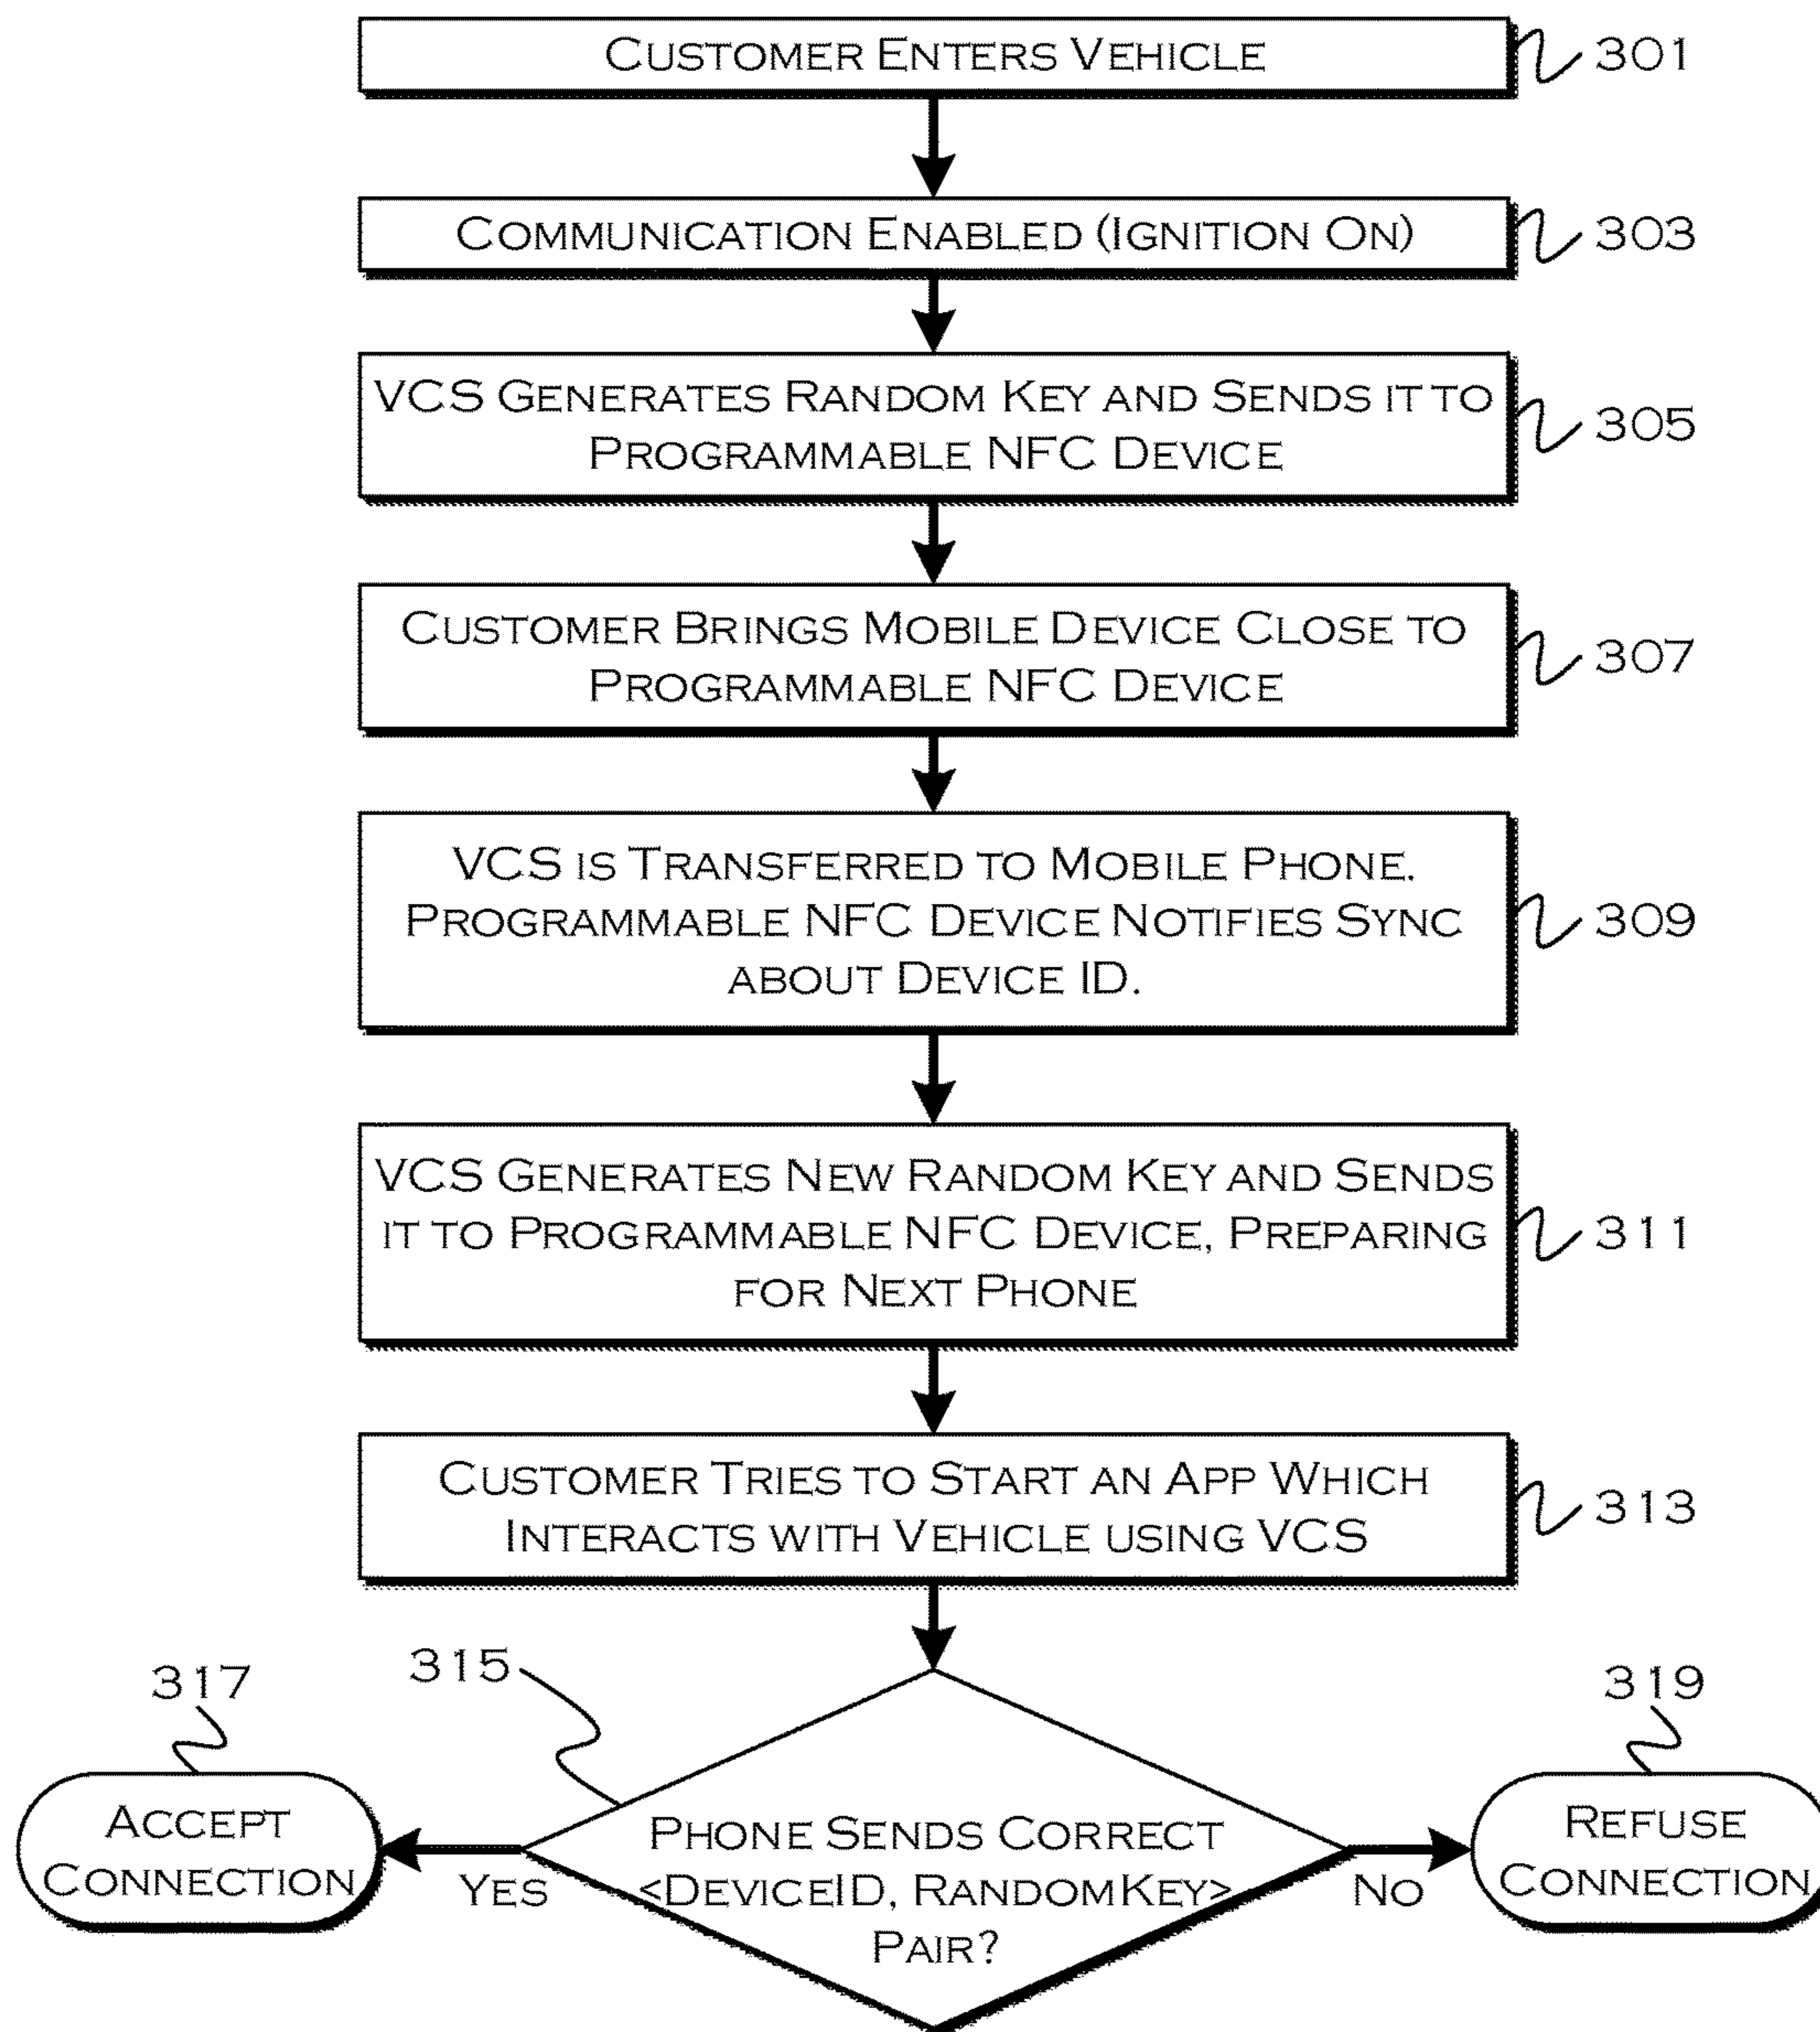 CUSTOMER ENTERS VEHICLE
301
COMMUNICATION ENABLED (IGNITION ON)
303
VCS GENERATES RANDOM KEY AND SENDS IT TO
PROGRAMMABLE NFC DEVICE
305
CUSTOMER BRINGS MOBILE DEVICE CLOSE TO
PROGRAMMABLE NFC DEVICE
307
VCS IS TRANSFERRED TO MOBILE PHONE.
PROGRAMMABLE NFC DEVICE NOTIFIES SYNC
ABOUT DEVICE ID.
309
VCS GENERATES NEW RANDOM KEY AND SENDS
IT TO PROGRAMMABLE NFC DEVICE, PREPARING
FOR NEXT PHONE
311
CUSTOMER TRIES TO START AN APP WHICH
INTERACTS WITH VEHICLE USING VCS
313
315
317
319
ACCEPT
CONNECTION
YES
PHONE SENDS CORRECT
<DEVICEID, RANDOMKEY>
PAIR?
NO
REFUSE
CONNECTION